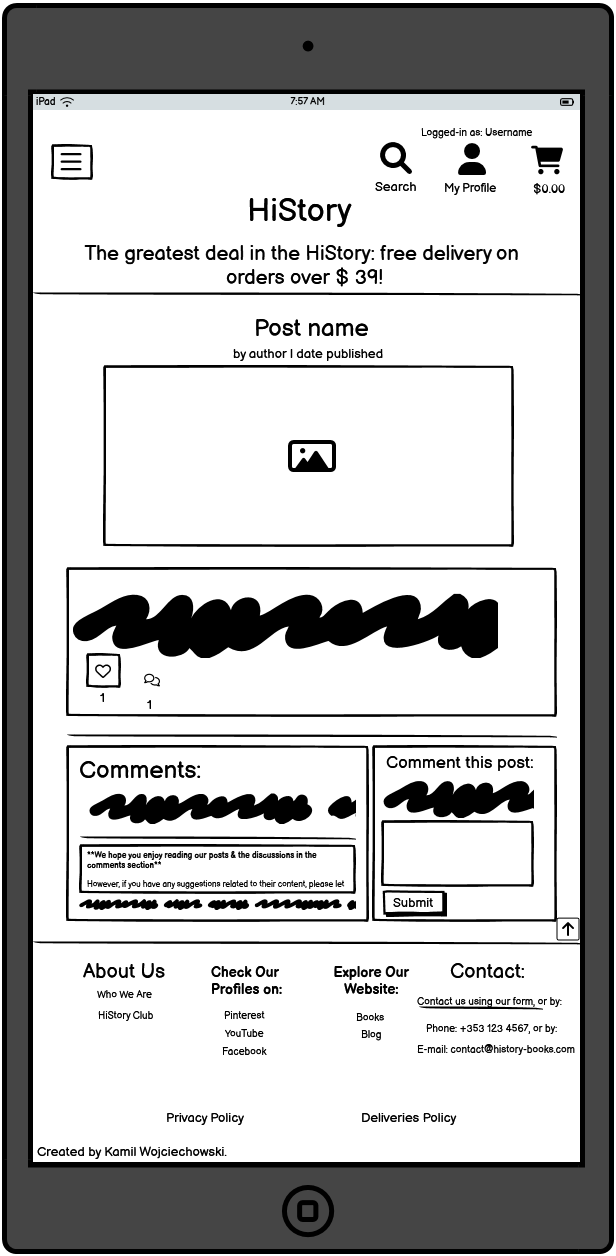 iPad
7:57 AM
Logged-in as: Username
Search
My Profile
$0.00
HiStory
The greatest deal in the HiStory: free delivery on
orders over $ 39!
Post name
by author | date published
1
1
Comments:
**We hope you enjoy reading our posts & the discussions in the
comments section**
However, if you have any suggestions related to their content, please let
Comment this post:
Submit
About Us
Who We Are
HiStory Club
Check Our
Profiles on:
Pinterest
YouTube
Facebook
Explore Our
Website:
Books
Blog
Contact:
Contact us using our form, or by:
Phone: +353 123 4567, or by:
E-mail: contact@history-books.com
Privacy Policy
Deliveries Policy
Created by Kamil Wojciechowski.